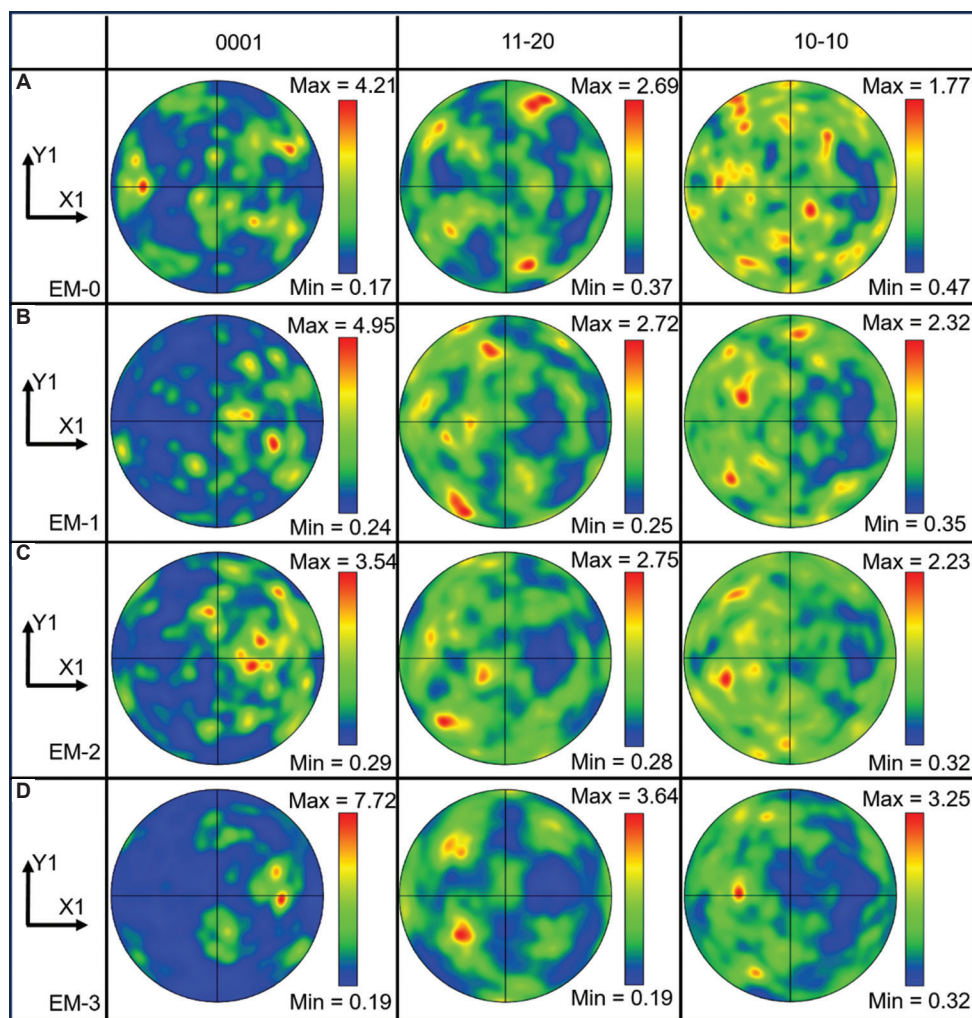 0001
11-20
10-10
A
Y1
X1
EM-0
Max = 4.21
Min = 0.17
Max = 2.69
Min = 0.37
Max = 1.77
Min = 0.47
B
Y1
X1
EM-1
Max = 4.95
Min = 0.24
Max = 2.72
Min = 0.25
Max = 2.32
Min = 0.35
C
Y1
X1
EM-2
Max = 3.54
Min = 0.29
Max = 2.75
Min = 0.28
Max = 2.23
Min = 0.32
D
Y1
X1
EM-3
Max = 7.72
Min = 0.19
Max = 3.64
Min = 0.19
Max = 3.25
Min = 0.32